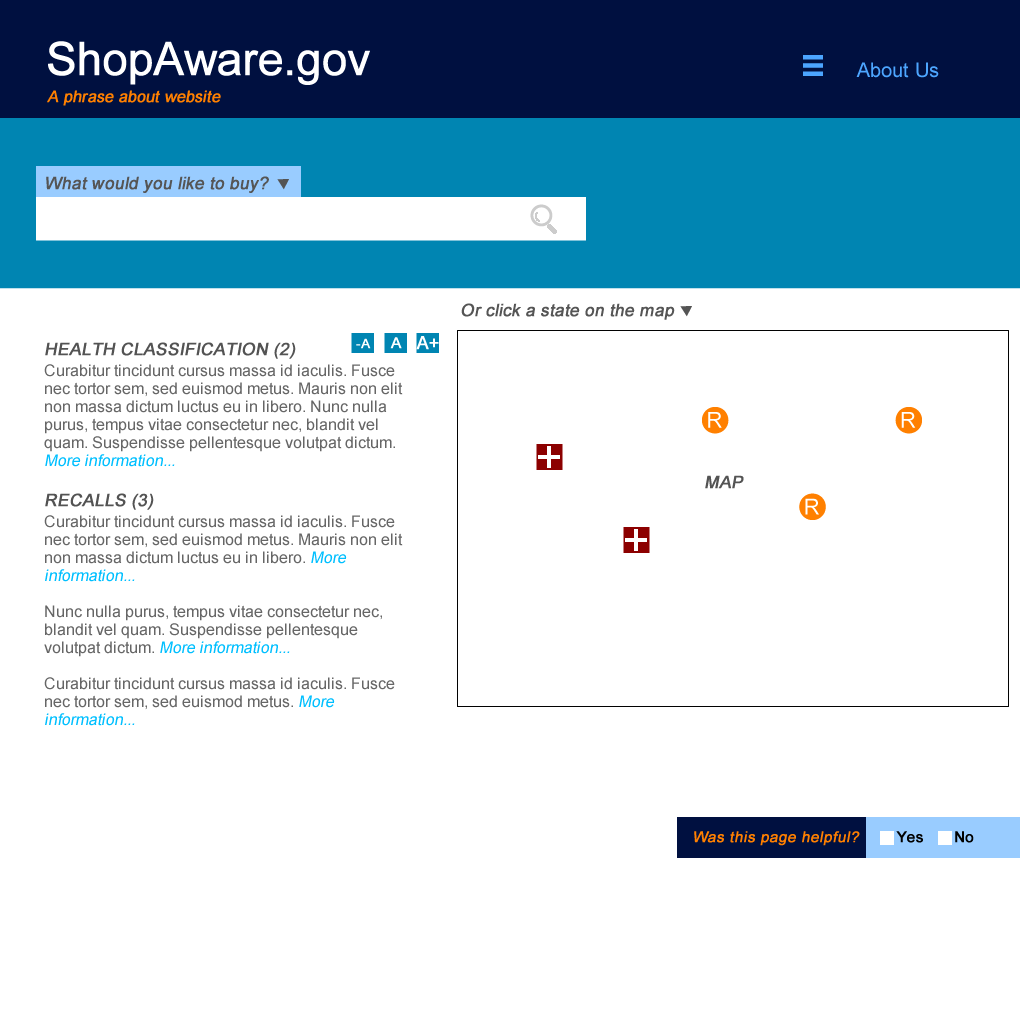 ShopAware.gov
A phrase about website
About Us
What would you like to buy? ▼
Or click a state on the map ▼
-A A A+
HEALTH CLASSIFICATION (2)
Curabitur tincidunt cursus massa id iaculis. Fusce
nec tortor sem, sed euismod metus. Mauris non elit
non massa dictum luctus eu in libero. Nunc nulla
purus, tempus vitae consectetur nec, blandit vel
quam. Suspendisse pellentesque volutpat dictum.
More information...
RECALLS (3)
Curabitur tincidunt cursus massa id iaculis. Fusce
nec tortor sem, sed euismod metus. Mauris non elit
non massa dictum luctus eu in libero. More
information...
Nunc nulla purus, tempus vitae consectetur nec,
blandit vel quam. Suspendisse pellentesque
volutpat dictum. More information...
Curabitur tincidunt cursus massa id iaculis. Fusce
nec tortor sem, sed euismod metus. More
information...
R R
MAP
R
Was this page helpful? Yes No